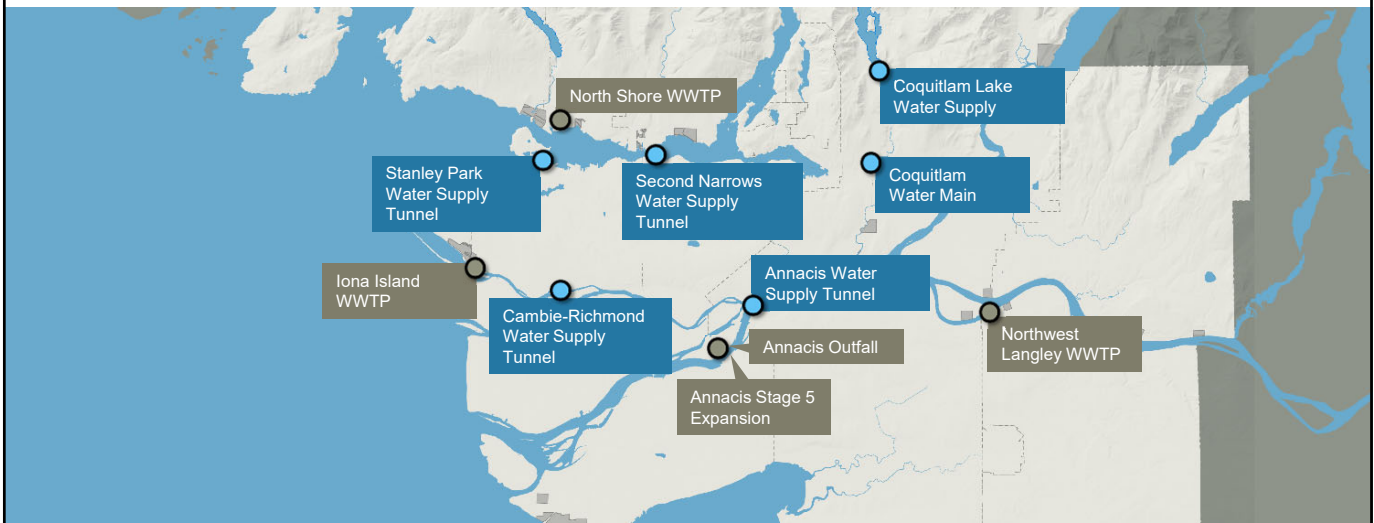 North Shore WWTP
Coquitlam Lake
Water Supply
Stanley Park
Water Supply
Tunnel
Second Narrows
Water Supply
Tunnel
Coquitlam
Water Main
Iona Island
WWTP
Annacis Water
Supply Tunnel
Cambie-Richmond
Water Supply
Tunnel
Annacis Outfall
Northwest
Langley WWTP
Annacis Stage 5
Expansion